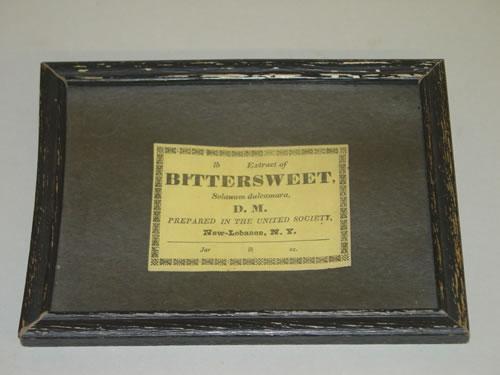 lb Extract of
BITTERSWEET,
Solanum dulcamara,
D. M.
PREPARED IN THE UNITED SOCIETY,
New-Lebanon, N. Y.
Jar lb oz.